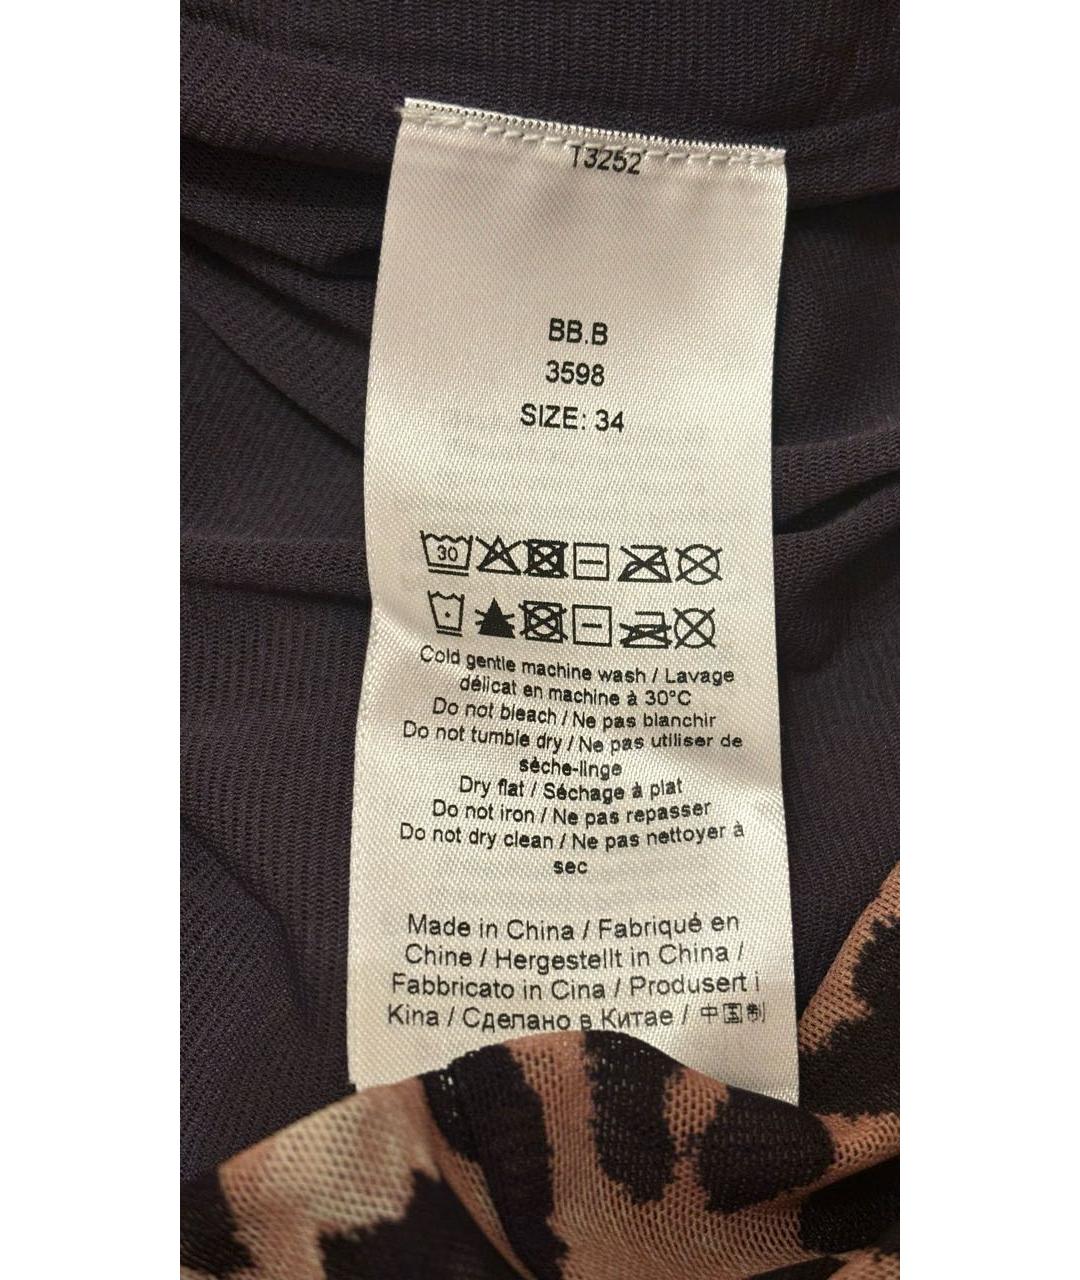 T3252
BB.B
3598
SIZE: 34
30
Cold gentle machine wash / Lavage
délicat en machine à 30°C
Do not bleach / Ne pas blanchir
Do not tumble dry / Ne pas utiliser de
sèche-linge
Dry flat / Séchage à plat
Do not iron / Ne pas repasser
Do not dry clean / Ne pas nettoyer à
sec
Made in China / Fabriqué en
Chine / Hergestellt in China /
Fabbricato in Cina / Produsert i
Kina / Сделано в Китае / 中国制